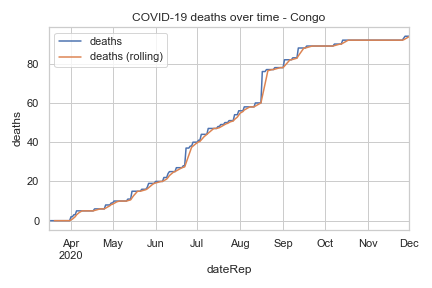 COVID-19 deaths over time - Congo
deaths
deaths (rolling)
80
60
40
20
0
deaths
Apr May Jun Jul Aug Sep Oct Nov Dec
2020
dateRep